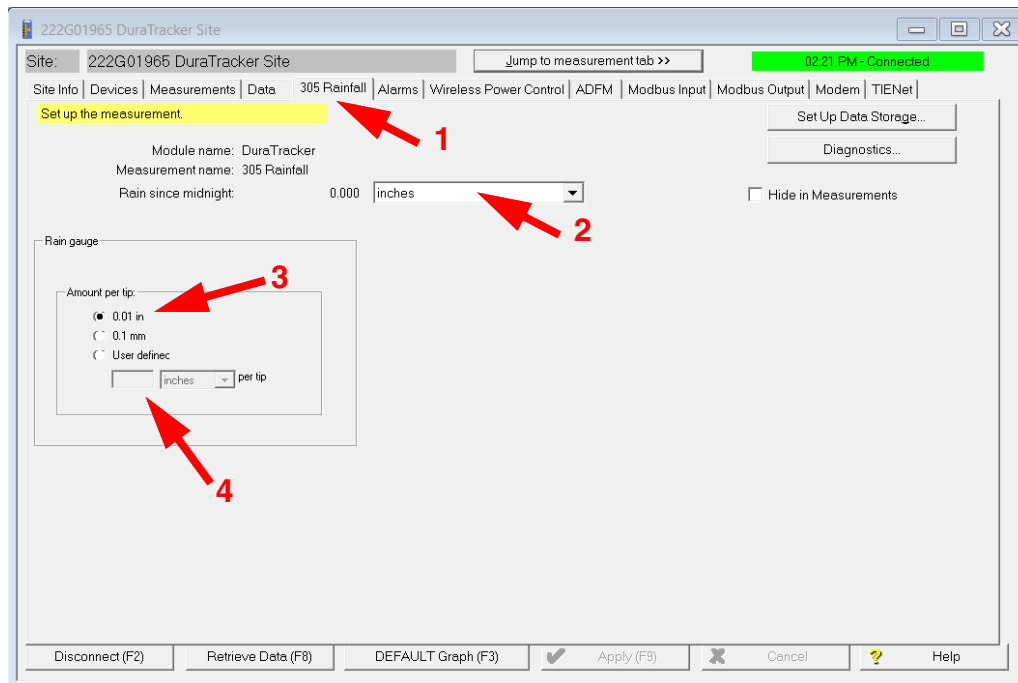 222G01965 DuraTracker Site
Site: 222G01965 DuraTracker Site Jump to measurement tab >> 02:21 PM - Connected
Site Info Devices Measurements Data 305 Rainfall Alarms Wireless Power Control ADFM Modbus Input Modbus Output Modem TIENet
Set up the measurement. Set Up Data Storage...
1
Module name: DuraTracker Diagnostics...
Measurement name: 305 Rainfall
Rain since midnight: 0.000 inches Hide in Measurements
2
Rain gauge
3
Amount per tip:
0.01 in
0.1 mm
User definec
inches per tip
4
Disconnect (F2) Retrieve Data (F8) DEFAULT Graph (F3) Apply (F9) Cancel ? Help